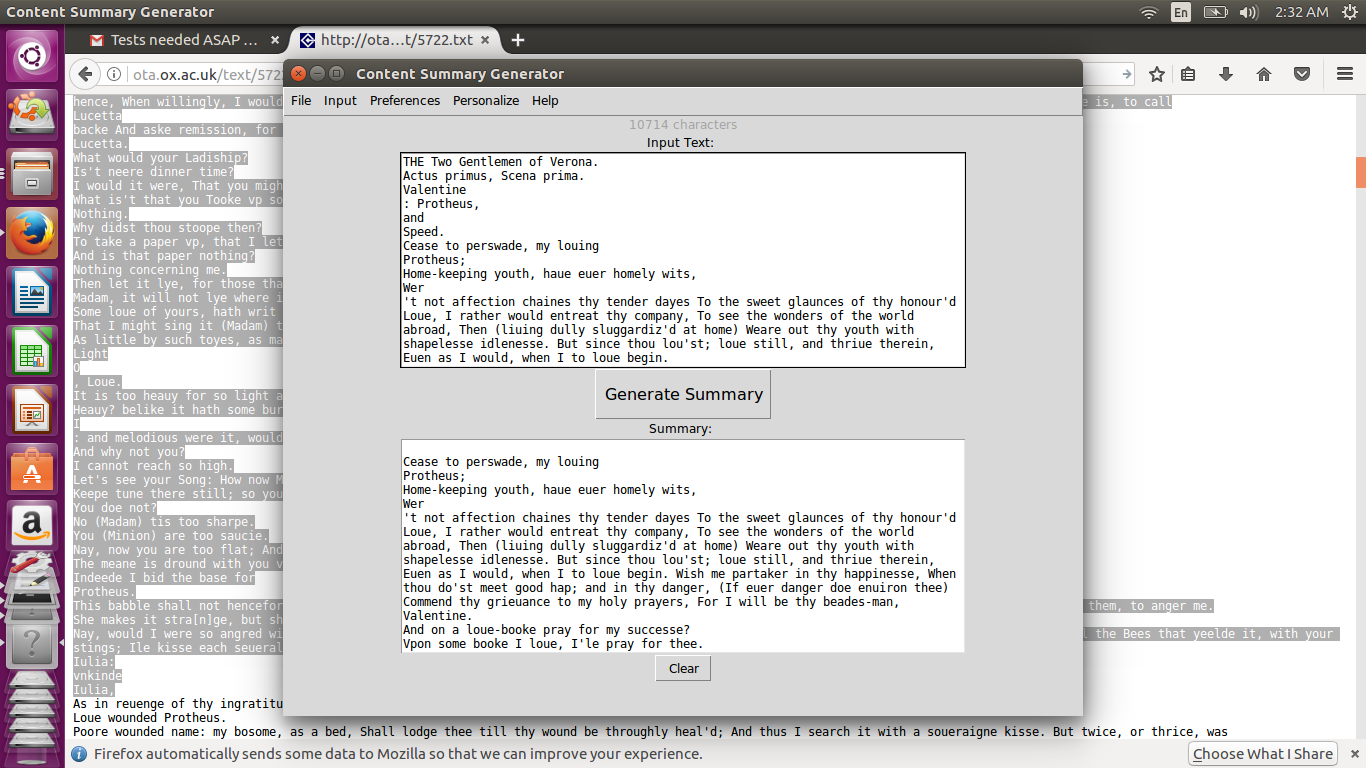 Content Summary Generator
En
2:32 AM
Tests needed ASAP ...
http://ota...t/5722.txt
ota.ox.ac.uk/text/572
hence, When willingly, I would
e is, to call
Lucetta
backe And aske remission, for
Lucetta.
What would your Ladiship?
Is't neere dinner time?
I would it were, That you migh
What is't that you Tooke vp so
Nothing.
Why didst thou stoope then?
To take a paper vp, that I let
And is that paper nothing?
Nothing concerning me.
Then let it lye, for those tha
Madam, it will not lye where i
Some loue of yours, hath writ
That I might sing it (Madam) t
As little by such toyes, as ma
Light
O
, Loue.
It is too heauy for so light a
Heauy? belike it hath some bur
I
: and melodious were it, would
And why not you?
I cannot reach so high.
Let's see your Song: How now M
Keepe tune there still; so you
You doe not?
No (Madam) tis too sharpe.
You (Minion) are too saucie.
Nay, now you are too flat; And
The meane is dround with you v
Indeede I bid the base for
Protheus.
This babble shall not hencefor
them, to anger me.
She makes it stra[n]ge, but sh
Nay, would I were so angred wi
l the Bees that yeelde it, with your
stings; Ile kisse each seueral
Iulia:
vnkinde
Iulia,
As in reuenge of thy ingratitu
Loue wounded Protheus.
Poore wounded name: my bosome, as a bed, Shall lodge thee till thy wound be throughly heal'd; And thus I search it with a soueraigne kisse. But twice, or thrice, was
Content Summary Generator
File Input Preferences Personalize Help
10714 characters
Input Text:
THE Two Gentlemen of Verona.
Actus primus, Scena prima.
Valentine
: Protheus,
and
Speed.
Cease to perswade, my louing
Protheus;
Home-keeping youth, haue euer homely wits,
Wer
't not affection chaines thy tender dayes To the sweet glaunces of thy honour'd
Loue, I rather would entreat thy company, To see the wonders of the world
abroad, Then (liuing dully sluggardiz'd at home) Weare out thy youth with
shapelesse idlenesse. But since thou lou'st; loue still, and thriue therein,
Euen as I would, when I to loue begin.
Generate Summary
Summary:
Cease to perswade, my louing
Protheus;
Home-keeping youth, haue euer homely wits,
Wer
't not affection chaines thy tender dayes To the sweet glaunces of thy honour'd
Loue, I rather would entreat thy company, To see the wonders of the world
abroad, Then (liuing dully sluggardiz'd at home) Weare out thy youth with
shapelesse idlenesse. But since thou lou'st; loue still, and thriue therein,
Euen as I would, when I to loue begin. Wish me partaker in thy happinesse, When
thou do'st meet good hap; and in thy danger, (If euer danger doe enuiron thee)
Commend thy grieuance to my holy prayers, For I will be thy beades-man,
Valentine.
And on a loue-booke pray for my successe?
Vpon some booke I loue, I'le pray for thee.
Clear
Firefox automatically sends some data to Mozilla so that we can improve your experience.
Choose What I Share